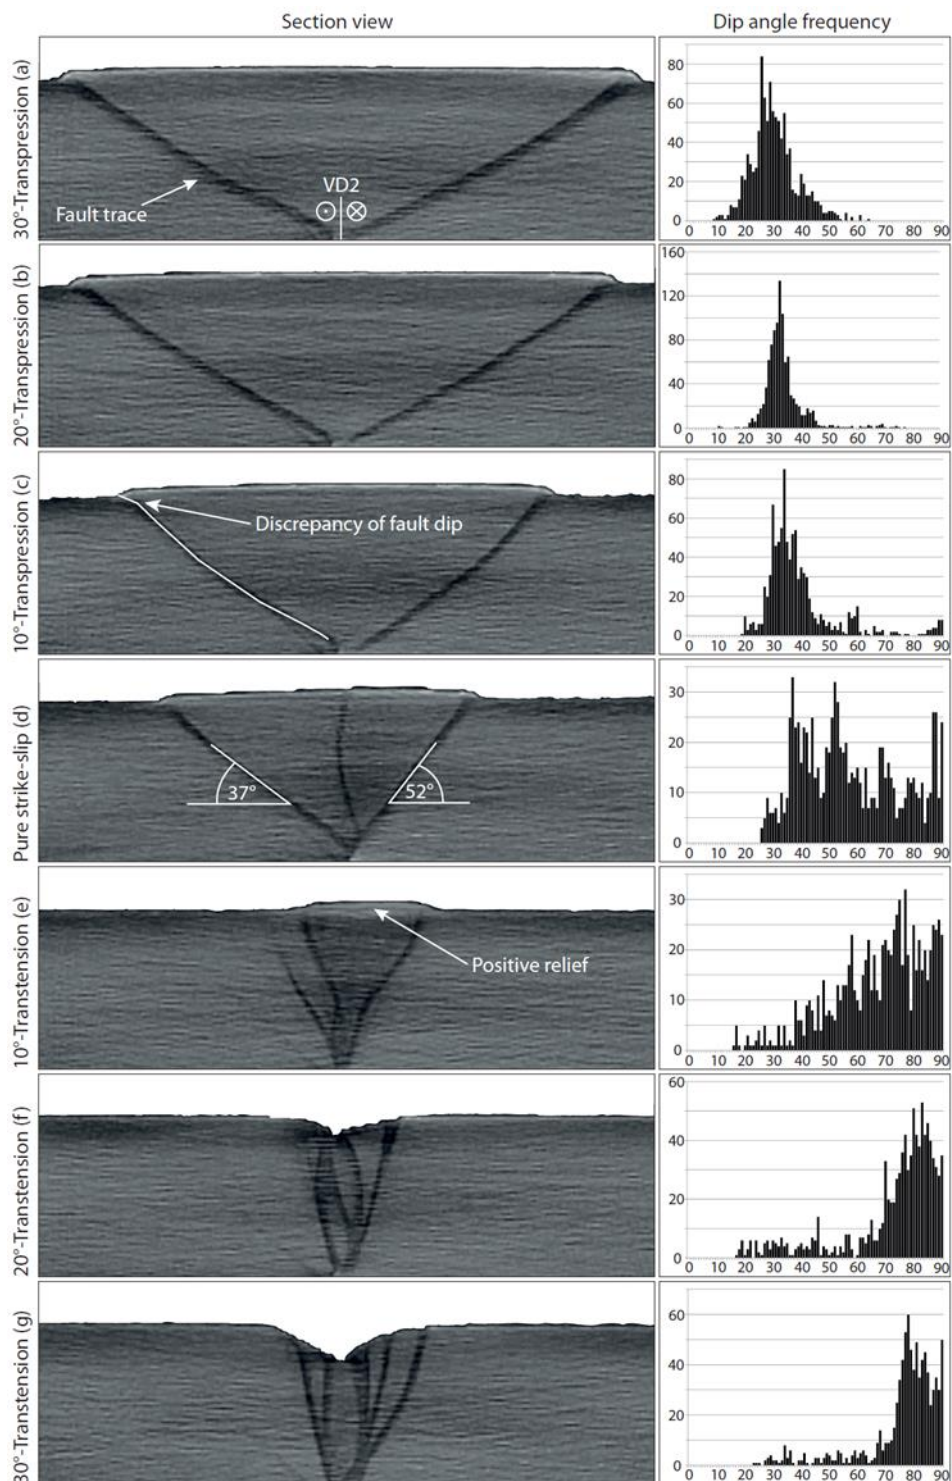 Section view
Dip angle frequency
30°-Transpression (a)
Fault trace
VD2
80
60
40
20
0
0 10 20 30 40 50 60 70 80 90
20°-Transpression (b)
160
120
80
40
0
0 10 20 30 40 50 60 70 80 90
10°-Transpression (c)
Discrepancy of fault dip
80
60
40
20
0
0 10 20 30 40 50 60 70 80 90
Pure strike-slip (d)
37°
52°
30
20
10
0
0 10 20 30 40 50 60 70 80 90
10°-Transtension (e)
Positive relief
30
20
10
0
0 10 20 30 40 50 60 70 80 90
20°-Transtension (f)
60
40
20
0
0 10 20 30 40 50 60 70 80 90
30°-Transtension (g)
60
40
20
0
0 10 20 30 40 50 60 70 80 90